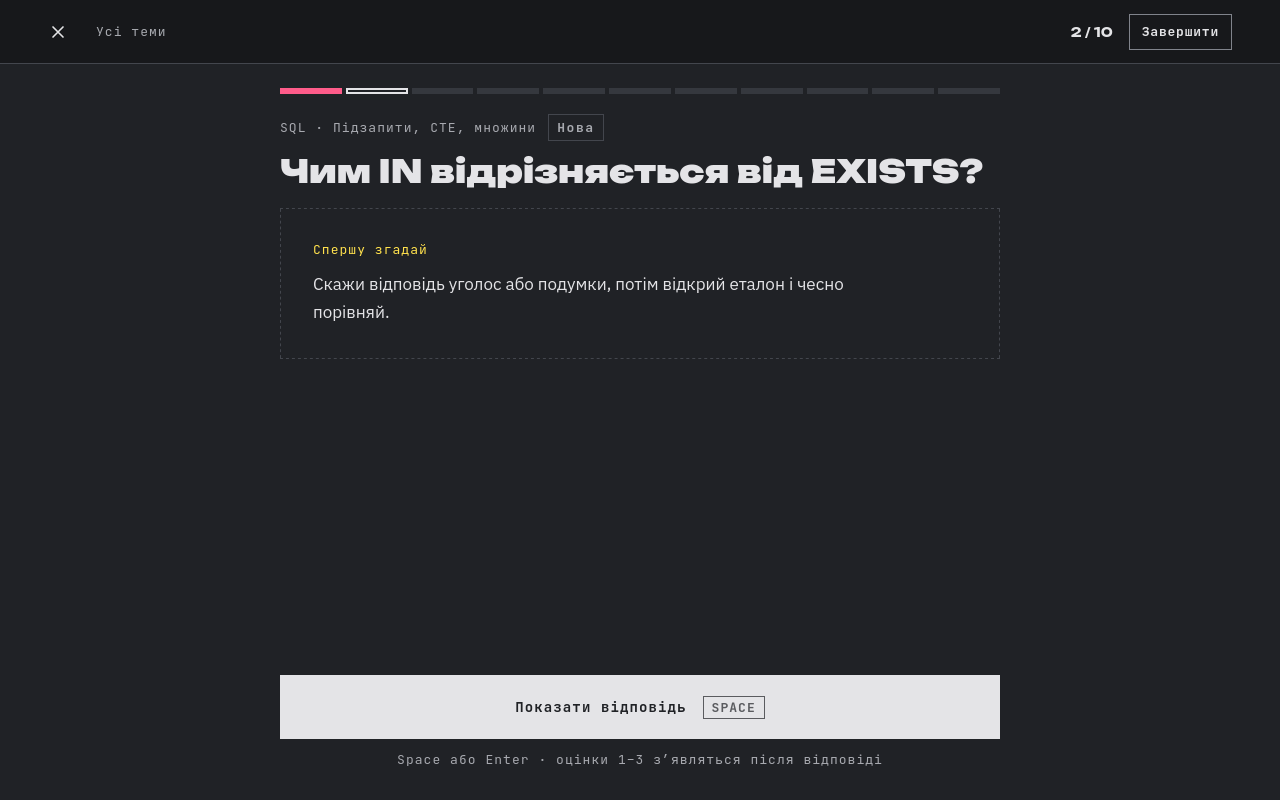 Усі теми
2 / 10
Завершити
SQL · Підзапити, CTE, множини
Нова
Чим IN відрізняється від EXISTS?
Спершу згадай
Скажи відповідь уголос або подумки, потім відкрий еталон і чесно
порівняй.
Показати відповідь
SPACE
Space або Enter · оцінки 1–3 з’являться після відповіді